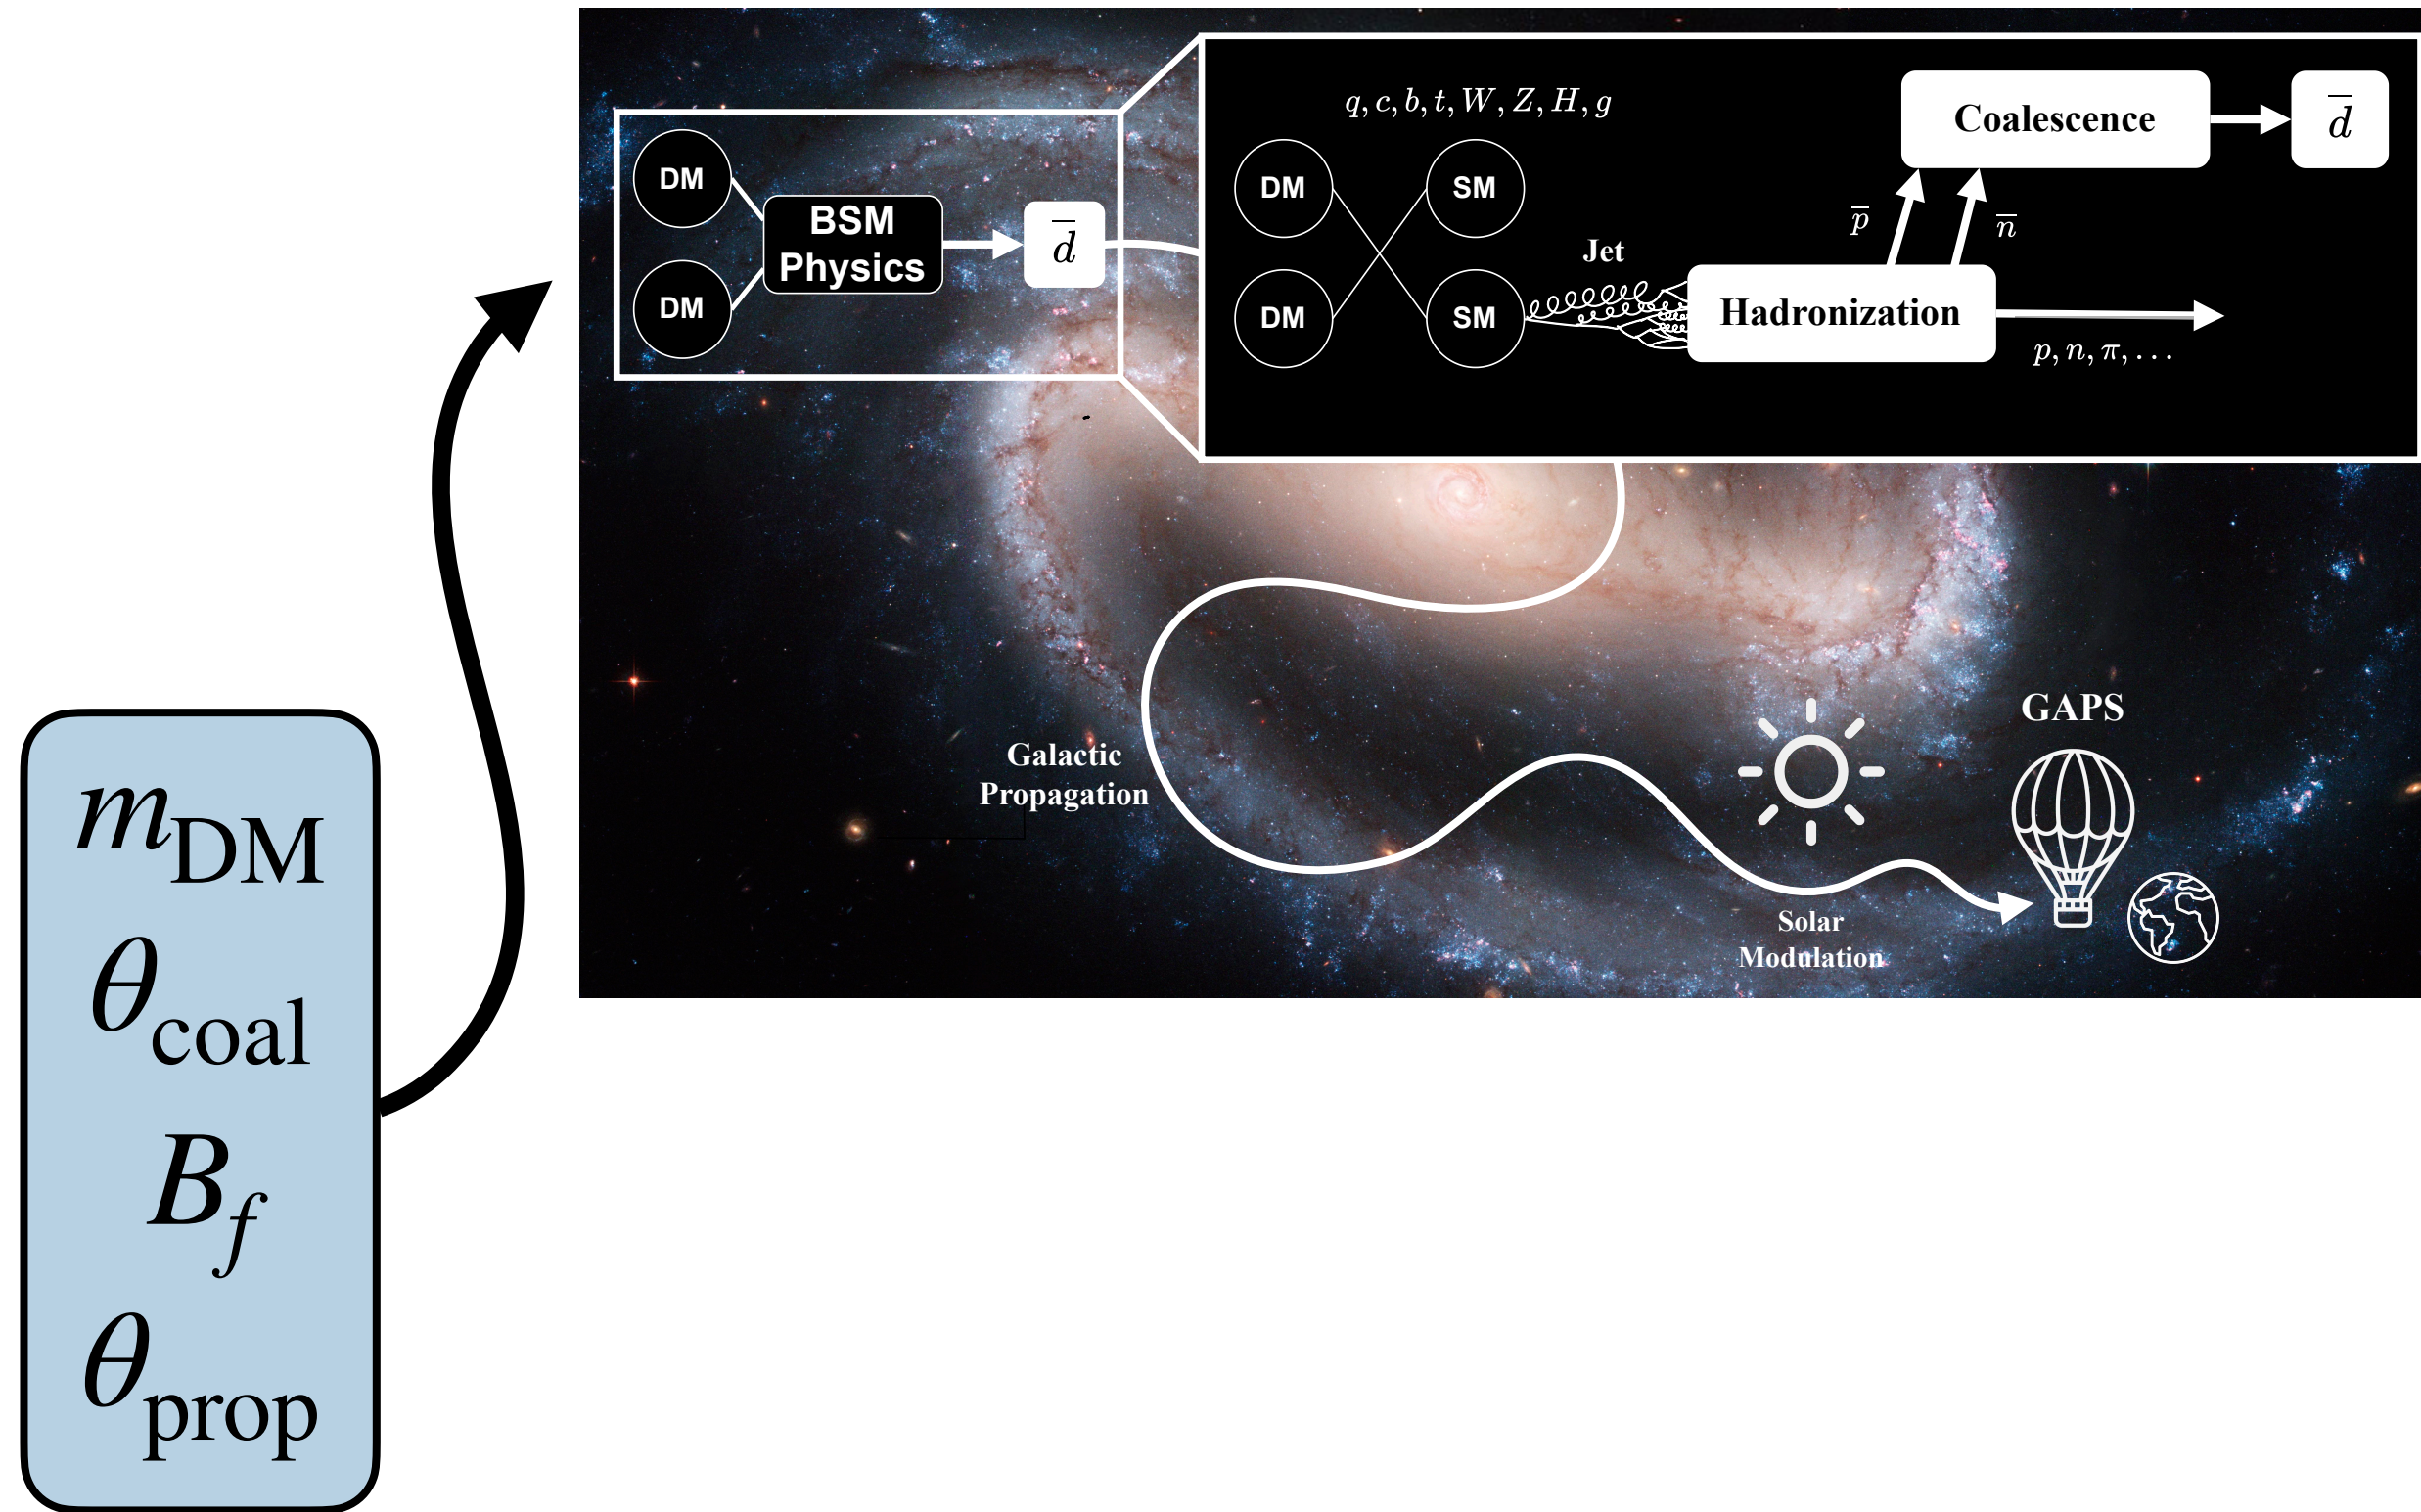 m_DM
θ_coal
B_f
θ_prop
DM
DM
BSM
Physics
d̅
q, c, b, t, W, Z, H, g
DM
SM
DM
SM
Jet
Hadronization
p̅
n̅
Coalescence
d̅
p, n, π, . . .
Galactic
Propagation
Solar
Modulation
GAPS